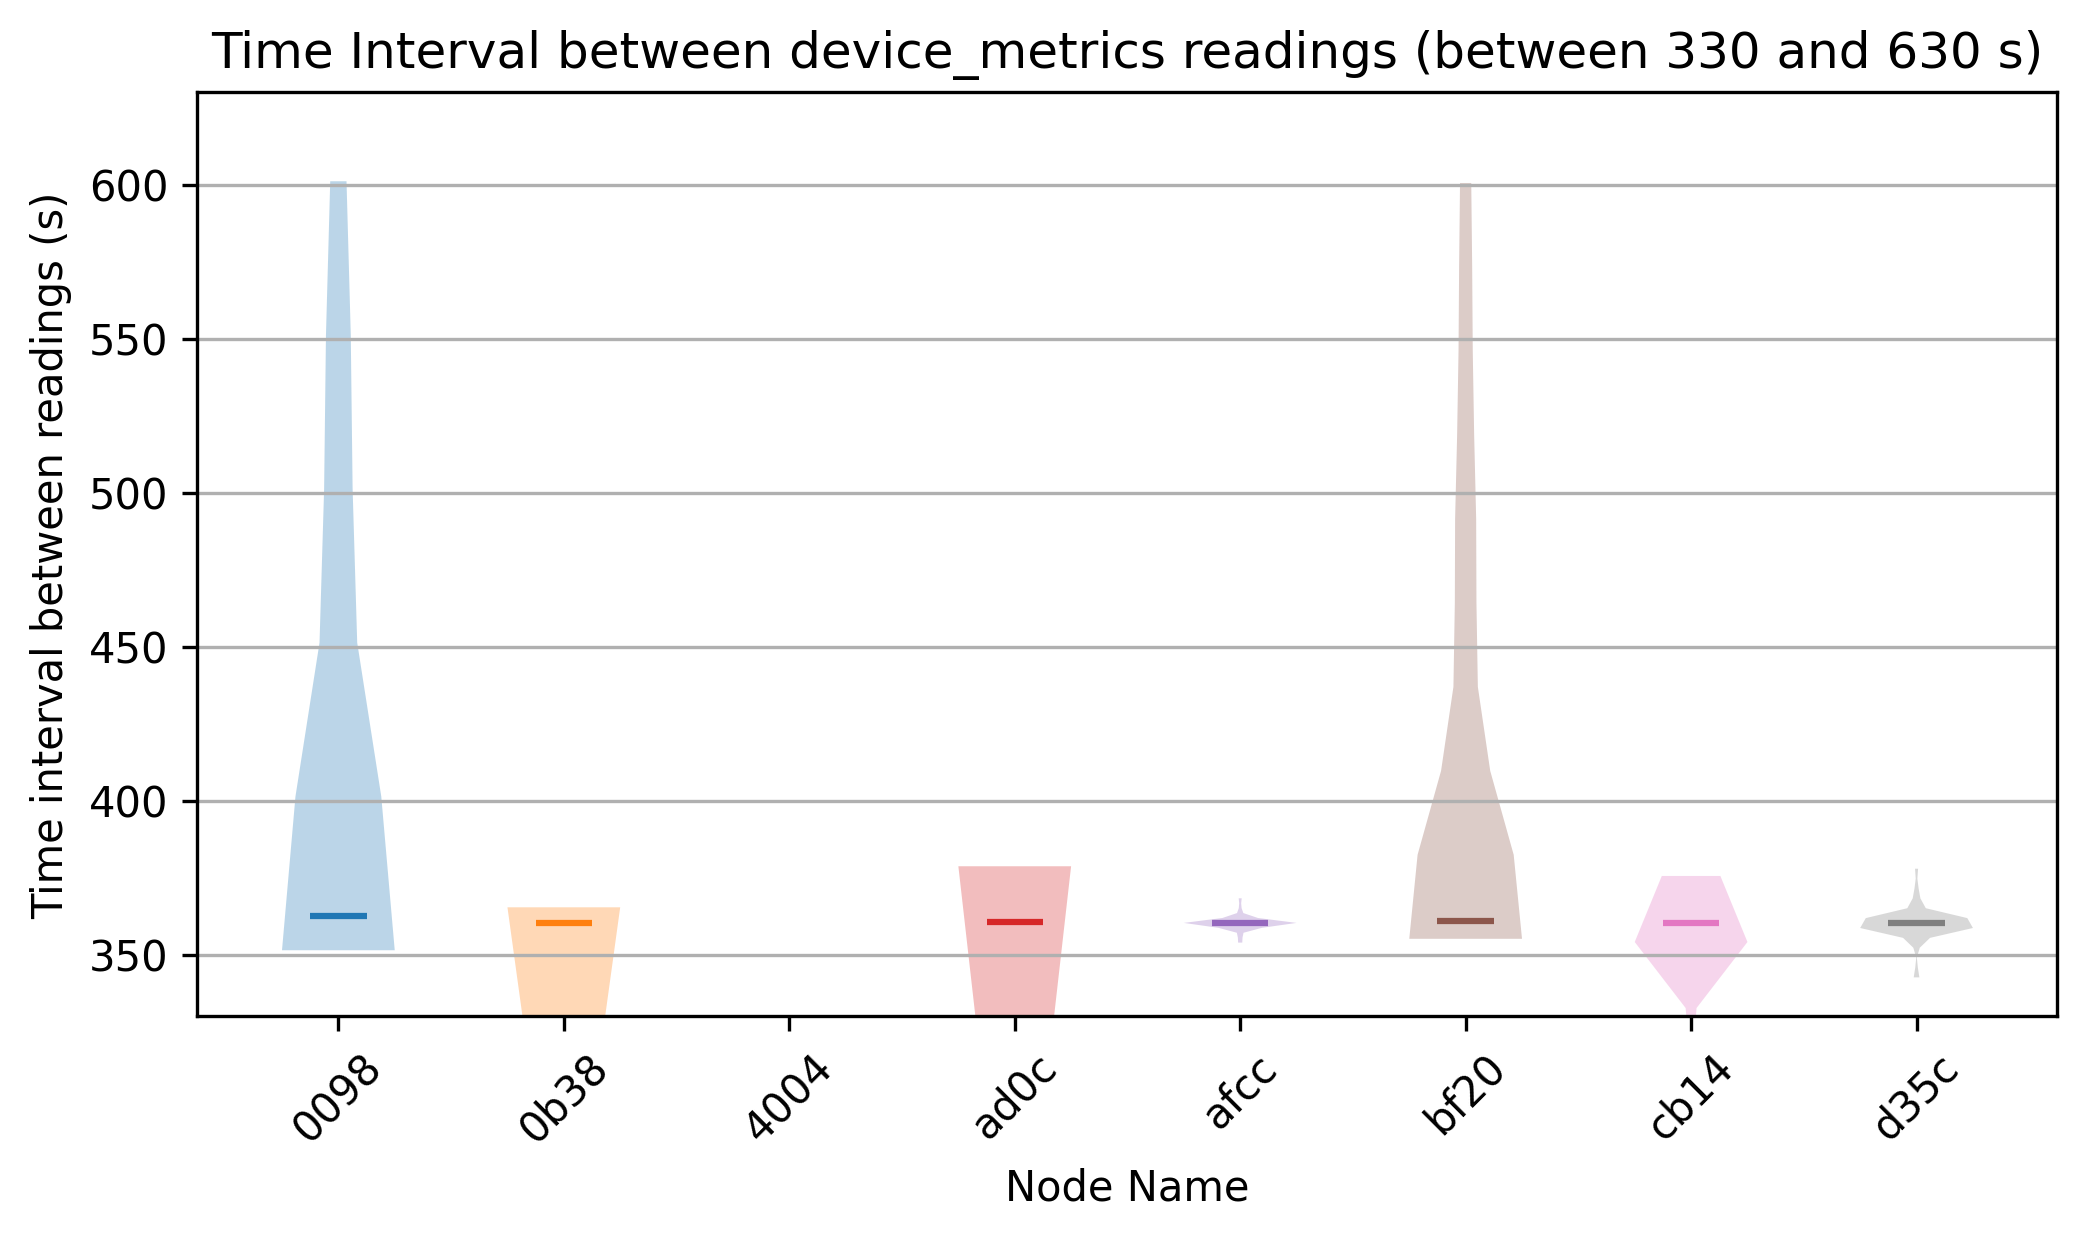 Time Interval between device_metrics readings (between 330 and 630 s)
Time interval between readings (s)
600
550
500
450
400
350
0098
0b38
4004
ad0c
afcc
bf20
cb14
d35c
Node Name